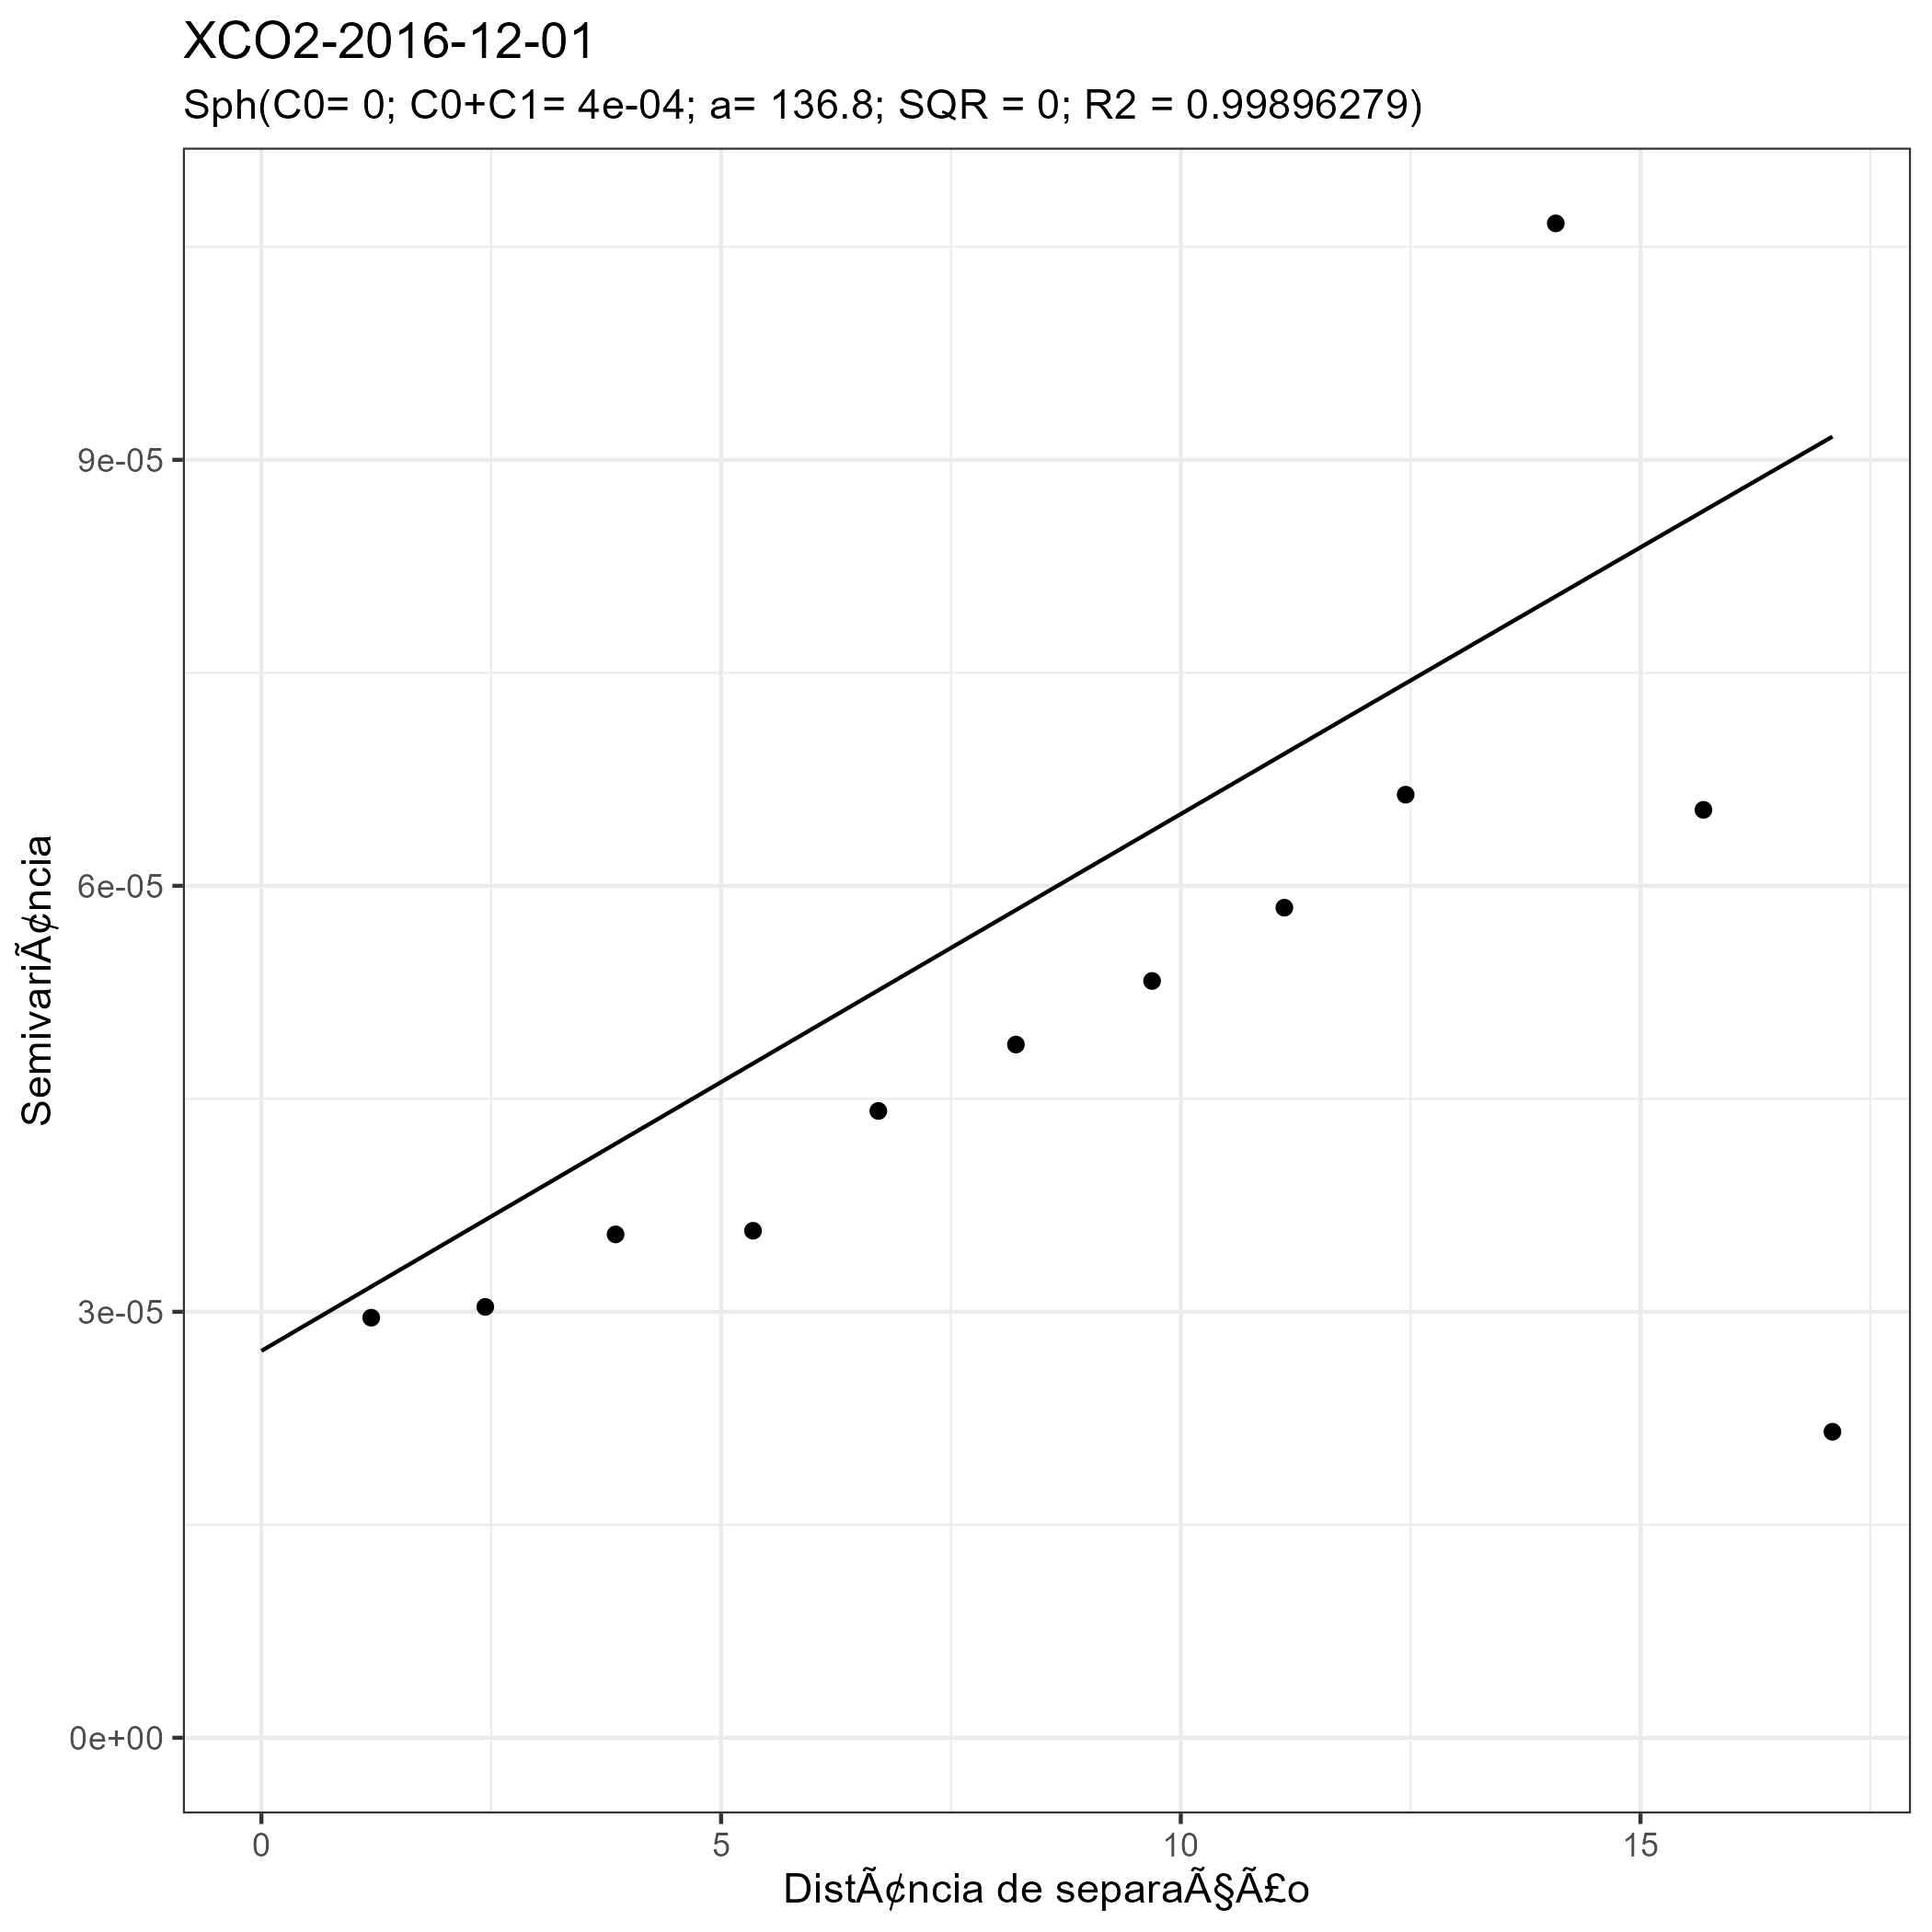 XCO2-2016-12-01
Sph(C0= 0; C0+C1= 4e-04; a= 136.8; SQR = 0; R2 = 0.99896279)
SemivariÃ¢ncia
9e-05
6e-05
3e-05
0e+00
0 5 10 15
DistÃ¢ncia de separaÃ§Ã£o